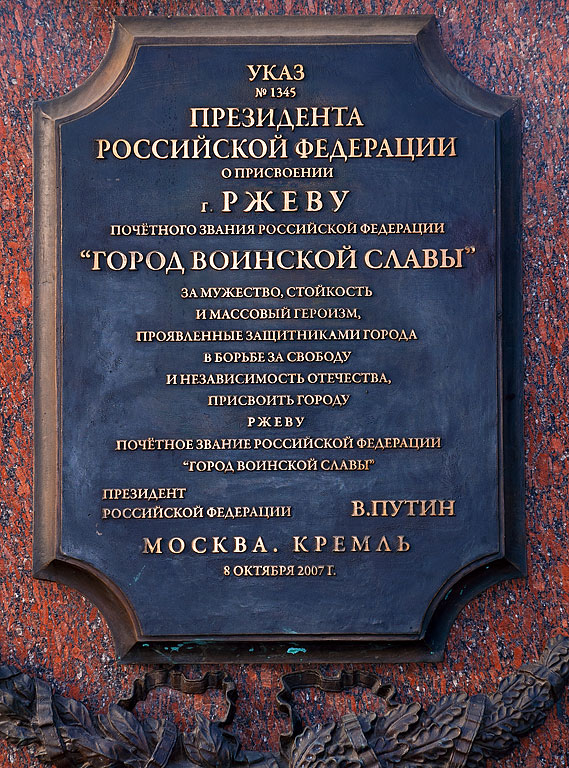 УКАЗ
№ 1345
ПРЕЗИДЕНТА
РОССИЙСКОЙ ФЕДЕРАЦИИ
О ПРИСВОЕНИИ
г. РЖЕВУ
ПОЧЁТНОГО ЗВАНИЯ РОССИЙСКОЙ ФЕДЕРАЦИИ
“ГОРОД ВОИНСКОЙ СЛАВЫ”
ЗА МУЖЕСТВО, СТОЙКОСТЬ
И МАССОВЫЙ ГЕРОИЗМ,
ПРОЯВЛЕННЫЕ ЗАЩИТНИКАМИ ГОРОДА
В БОРЬБЕ ЗА СВОБОДУ
И НЕЗАВИСИМОСТЬ ОТЕЧЕСТВА,
ПРИСВОИТЬ ГОРОДУ
РЖЕВУ
ПОЧЁТНОЕ ЗВАНИЕ РОССИЙСКОЙ ФЕДЕРАЦИИ
“ГОРОД ВОИНСКОЙ СЛАВЫ”
ПРЕЗИДЕНТ
РОССИЙСКОЙ ФЕДЕРАЦИИ В.ПУТИН
МОСКВА. КРЕМЛЬ
8 ОКТЯБРЯ 2007 Г.